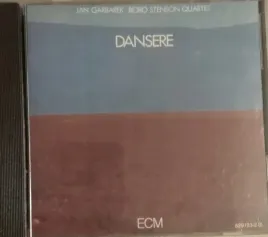 JAN GARBAREK BOBO STENSON QUARTET
DANSERE
ECM